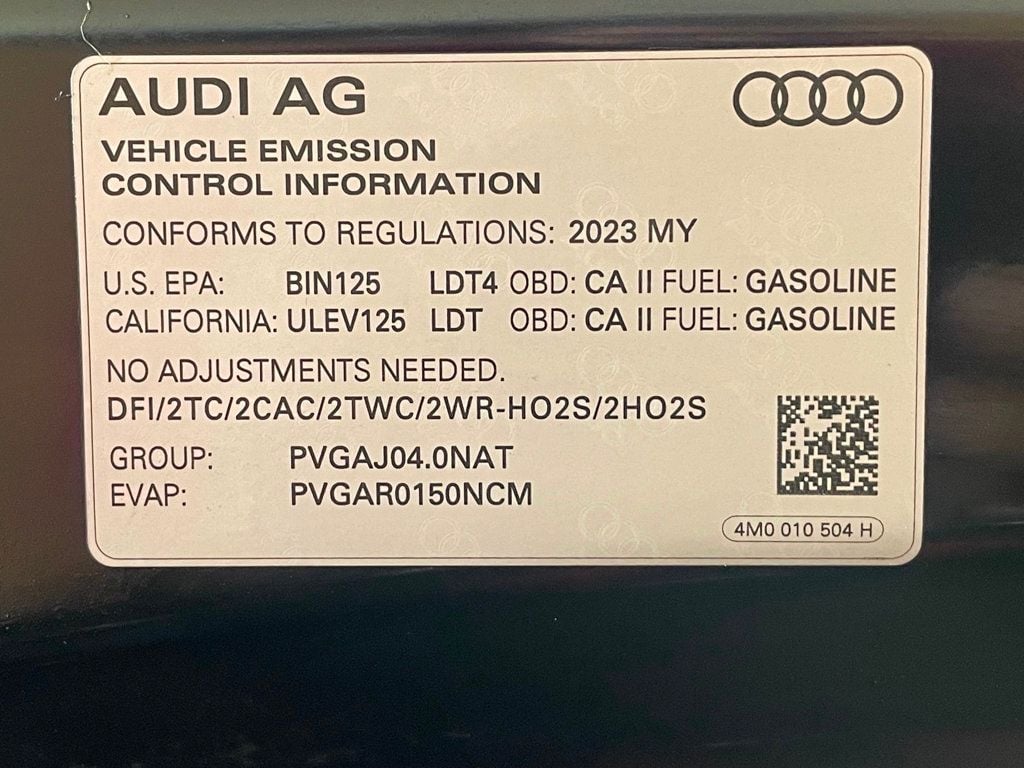 AUDI AG
VEHICLE EMISSION
CONTROL INFORMATION
CONFORMS TO REGULATIONS: 2023 MY
U.S. EPA: BIN125 LDT4 OBD: CA II FUEL: GASOLINE
CALIFORNIA: ULEV125 LDT OBD: CA II FUEL: GASOLINE
NO ADJUSTMENTS NEEDED.
DFI/2TC/2CAC/2TWC/2WR-HO2S/2HO2S
GROUP: PVGAJ04.0NAT
EVAP: PVGAR0150NCM
4M0 010 504 H